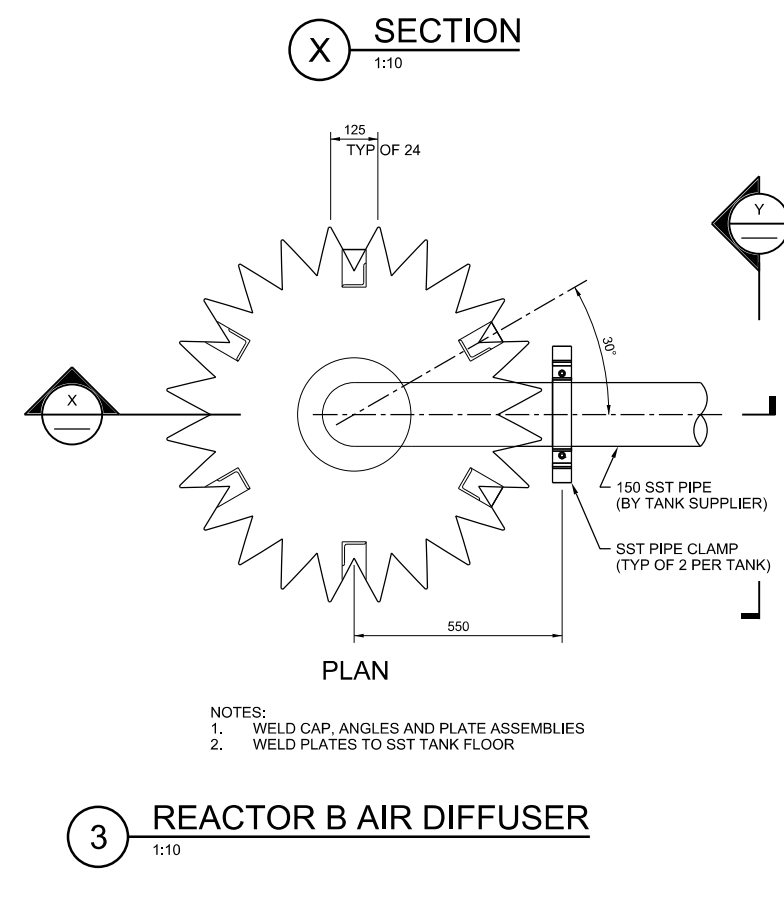 X
SECTION
1:10
125
TYP OF 24
Y
30°
X
150 SST PIPE
(BY TANK SUPPLIER)
SST PIPE CLAMP
(TYP OF 2 PER TANK)
550
PLAN
NOTES:
1. WELD CAP, ANGLES AND PLATE ASSEMBLIES
2. WELD PLATES TO SST TANK FLOOR
3
REACTOR B AIR DIFFUSER
1:10